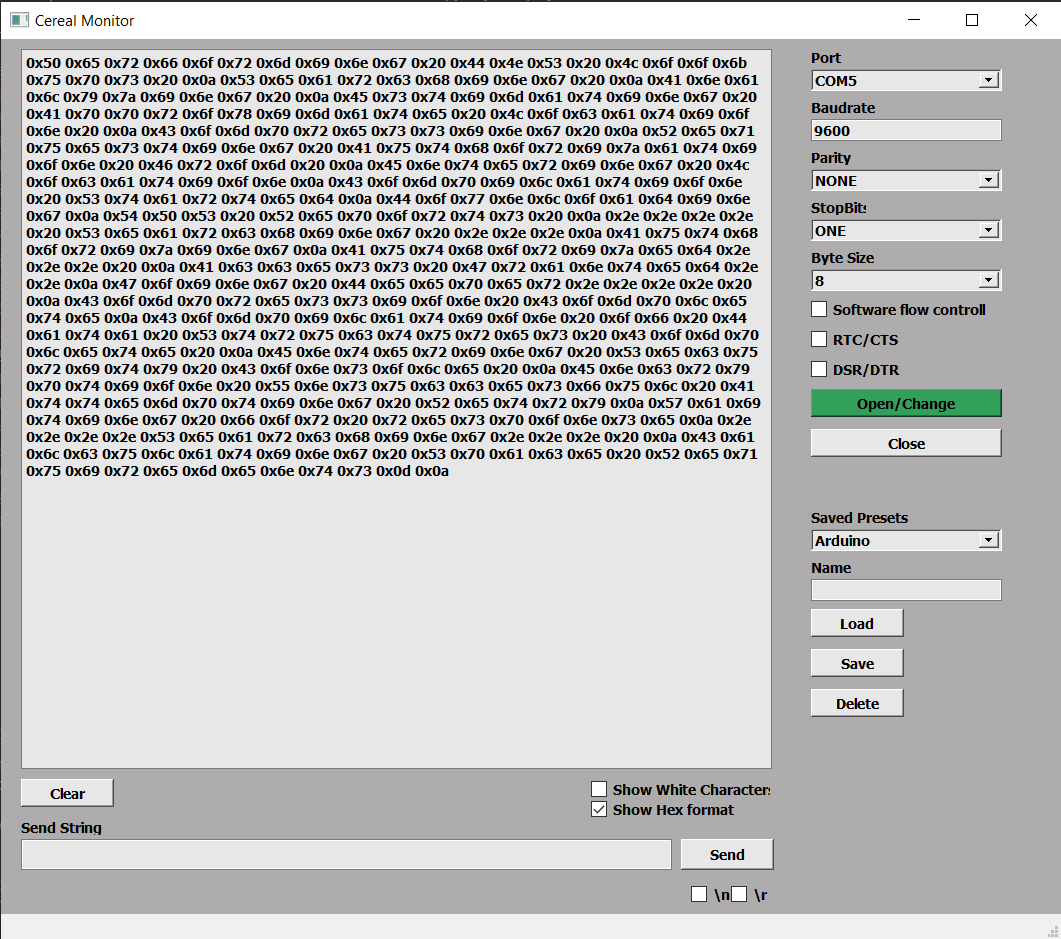 Cereal Monitor
0x50 0x65 0x72 0x66 0x6f 0x72 0x6d 0x69 0x6e 0x67 0x20 0x44 0x4e 0x53 0x20 0x4c 0x6f 0x6f 0x6b
0x75 0x70 0x73 0x20 0x0a 0x53 0x65 0x61 0x72 0x63 0x68 0x69 0x6e 0x67 0x20 0x0a 0x41 0x6e 0x61
0x6c 0x79 0x7a 0x69 0x6e 0x67 0x20 0x0a 0x45 0x73 0x74 0x69 0x6d 0x61 0x74 0x69 0x6e 0x67 0x20
0x41 0x70 0x70 0x72 0x6f 0x78 0x69 0x6d 0x61 0x74 0x65 0x20 0x4c 0x6f 0x63 0x61 0x74 0x69 0x6f
0x6e 0x20 0x0a 0x43 0x6f 0x6d 0x70 0x72 0x65 0x73 0x73 0x69 0x6e 0x67 0x20 0x0a 0x52 0x65 0x71
0x75 0x65 0x73 0x74 0x69 0x6e 0x67 0x20 0x41 0x75 0x74 0x68 0x6f 0x72 0x69 0x7a 0x61 0x74 0x69
0x6f 0x6e 0x20 0x46 0x72 0x6f 0x6d 0x20 0x0a 0x45 0x6e 0x74 0x65 0x72 0x69 0x6e 0x67 0x20 0x4c
0x6f 0x63 0x61 0x74 0x69 0x6f 0x6e 0x0a 0x43 0x6f 0x6d 0x70 0x69 0x6c 0x61 0x74 0x69 0x6f 0x6e
0x20 0x53 0x74 0x61 0x72 0x74 0x65 0x64 0x0a 0x44 0x6f 0x77 0x6e 0x6c 0x6f 0x61 0x64 0x69 0x6e
0x67 0x0a 0x54 0x50 0x53 0x20 0x52 0x65 0x70 0x6f 0x72 0x74 0x73 0x20 0x0a 0x2e 0x2e 0x2e 0x2e
0x20 0x53 0x65 0x61 0x72 0x63 0x68 0x69 0x6e 0x67 0x20 0x2e 0x2e 0x2e 0x0a 0x41 0x75 0x74 0x68
0x6f 0x72 0x69 0x7a 0x69 0x6e 0x67 0x0a 0x41 0x75 0x74 0x68 0x6f 0x72 0x69 0x7a 0x65 0x64 0x2e
0x2e 0x2e 0x20 0x0a 0x41 0x63 0x63 0x65 0x73 0x73 0x20 0x47 0x72 0x61 0x6e 0x74 0x65 0x64 0x2e
0x2e 0x0a 0x47 0x6f 0x69 0x6e 0x67 0x20 0x44 0x65 0x65 0x70 0x65 0x72 0x2e 0x2e 0x2e 0x2e 0x20
0x0a 0x43 0x6f 0x6d 0x70 0x72 0x65 0x73 0x73 0x69 0x6f 0x6e 0x20 0x43 0x6f 0x6d 0x70 0x6c 0x65
0x74 0x65 0x0a 0x43 0x6f 0x6d 0x70 0x69 0x6c 0x61 0x74 0x69 0x6f 0x6e 0x20 0x6f 0x66 0x20 0x44
0x61 0x74 0x61 0x20 0x53 0x74 0x72 0x75 0x63 0x74 0x75 0x72 0x65 0x73 0x20 0x43 0x6f 0x6d 0x70
0x6c 0x65 0x74 0x65 0x20 0x0a 0x45 0x6e 0x74 0x65 0x72 0x69 0x6e 0x67 0x20 0x53 0x65 0x63 0x75
0x72 0x69 0x74 0x79 0x20 0x43 0x6f 0x6e 0x73 0x6f 0x6c 0x65 0x20 0x0a 0x45 0x6e 0x63 0x72 0x79
0x70 0x74 0x69 0x6f 0x6e 0x20 0x55 0x6e 0x73 0x75 0x63 0x63 0x65 0x73 0x66 0x75 0x6c 0x20 0x41
0x74 0x74 0x65 0x6d 0x70 0x74 0x69 0x6e 0x67 0x20 0x52 0x65 0x74 0x72 0x79 0x0a 0x57 0x61 0x69
0x74 0x69 0x6e 0x67 0x20 0x66 0x6f 0x72 0x20 0x72 0x65 0x73 0x70 0x6f 0x6e 0x73 0x65 0x0a 0x2e
0x2e 0x2e 0x2e 0x2e 0x53 0x65 0x61 0x72 0x63 0x68 0x69 0x6e 0x67 0x2e 0x2e 0x2e 0x20 0x0a 0x43 0x61
0x6c 0x63 0x75 0x6c 0x61 0x74 0x69 0x6e 0x67 0x20 0x53 0x70 0x61 0x63 0x65 0x20 0x52 0x65 0x71
0x75 0x69 0x72 0x65 0x6d 0x65 0x6e 0x74 0x73 0x0d 0x0a
Port
COM5
Baudrate
9600
Parity
NONE
StopBits
ONE
Byte Size
8
Software flow controll
RTC/CTS
DSR/DTR
Open/Change
Close
Saved Presets
Arduino
Name
Load
Save
Delete
Clear
Show White Characters
Show Hex format
Send String
Send
\n \r